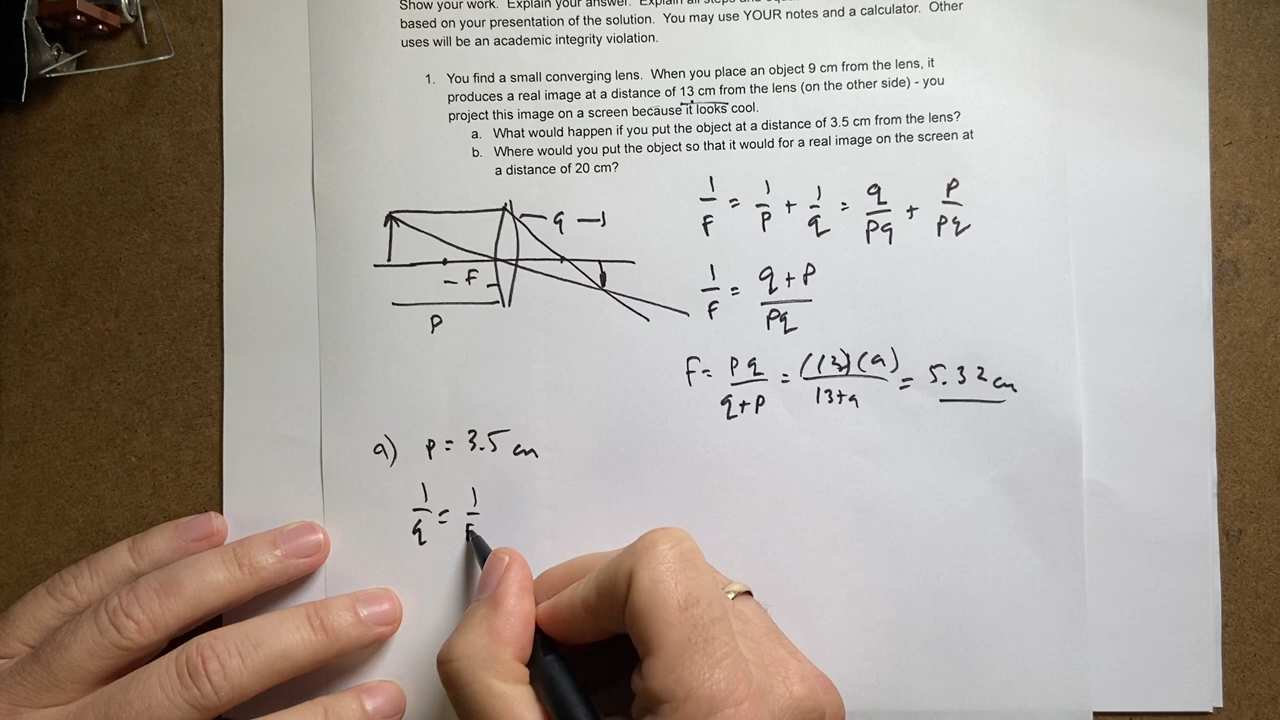 Show your work. Explain your answer. Explain all steps and
based on your presentation of the solution. You may use YOUR notes and a calculator. Other
uses will be an academic integrity violation.
1. You find a small converging lens. When you place an object 9 cm from the lens, it
produces a real image at a distance of 13 cm from the lens (on the other side) - you
project this image on a screen because it looks cool.
a. What would happen if you put the object at a distance of 3.5 cm from the lens?
b. Where would you put the object so that it would for a real image on the screen at
a distance of 20 cm?
1/F = 1/P + 1/q = q/Pq + P/Pq
q
F
P
1/F = (q+P)/Pq
F = Pq/(q+P) = (13)(9)/(13+9) = 5.32 cm
a) P = 3.5 cm
1/q = 1/F